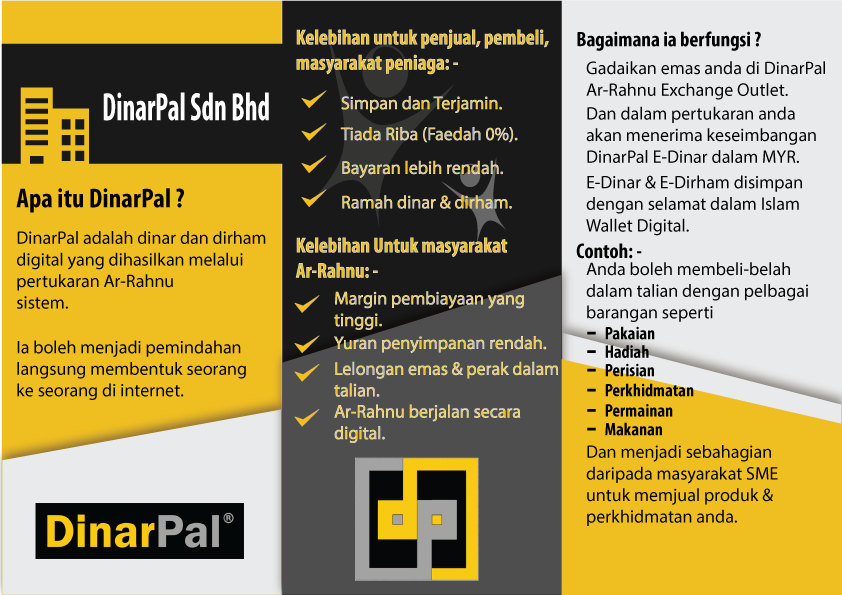 DinarPal Sdn Bhd
Apa itu DinarPal ?
DinarPal adalah dinar dan dirham
digital yang dihasilkan melalui
pertukaran Ar-Rahnu
sistem.
Ia boleh menjadi pemindahan
langsung membentuk seorang
ke seorang di internet.
DinarPal®
Kelebihan untuk penjual, pembeli,
masyarakat peniaga: -
Simpan dan Terjamin.
Tiada Riba (Faedah 0%).
Bayaran lebih rendah.
Ramah dinar & dirham.
Kelebihan Untuk masyarakat
Ar-Rahnu: -
Margin pembiayaan yang
tinggi.
Yuran penyimpanan rendah.
Lelongan emas & perak dalam
talian.
Ar-Rahnu berjalan secara
digital.
Bagaimana ia berfungsi ?
Gadaikan emas anda di DinarPal
Ar-Rahnu Exchange Outlet.
Dan dalam pertukaran anda
akan menerima keseimbangan
DinarPal E-Dinar dalam MYR.
E-Dinar & E-Dirham disimpan
dengan selamat dalam Islam
Wallet Digital.
Contoh: -
Anda boleh membeli-belah
dalam talian dengan pelbagai
barangan seperti
– Pakaian
– Hadiah
– Perisian
– Perkhidmatan
– Permainan
– Makanan
Dan menjadi sebahagian
daripada masyarakat SME
untuk memjual produk &
perkhidmatan anda.